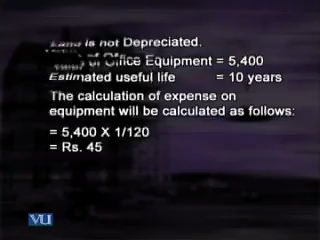 Land is not Depreciated.
of Office Equipment = 5,400
Estimated useful life = 10 years
The calculation of expense on
equipment will be calculated as follows:
= 5,400 X 1/120
= Rs. 45
VU